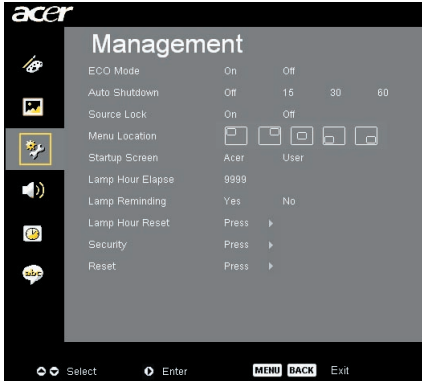 acer
Management
ECO Mode On Off
Auto Shutdown Off 15 30 60
Source Lock On Off
Menu Location
Startup Screen Acer User
Lamp Hour Elapse 9999
Lamp Reminding Yes No
Lamp Hour Reset Press
Security Press
Reset Press
abc
Select Enter MENU BACK Exit